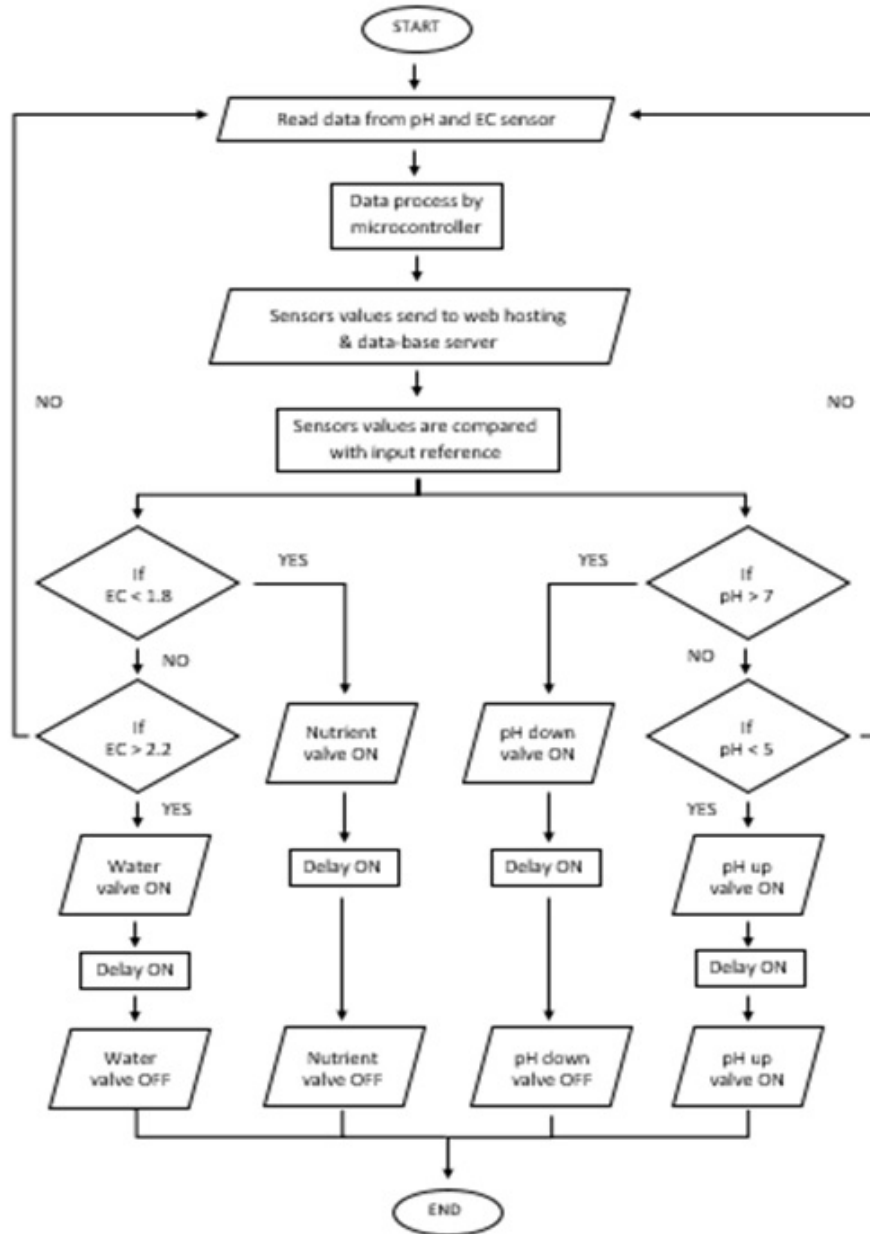 START
Read data from pH and EC sensor
Data process by
microcontroller
Sensors values send to web hosting
& data-base server
NO
NO
Sensors values are compared
with input reference
If
EC < 1.8
YES
YES
If
pH > 7
NO
NO
If
EC > 2.2
Nutrient
valve ON
pH down
valve ON
If
pH < 5
YES
YES
Water
valve ON
Delay ON
Delay ON
pH up
valve ON
Delay ON
Delay ON
Water
valve OFF
Nutrient
valve OFF
pH down
valve OFF
pH up
valve ON
END